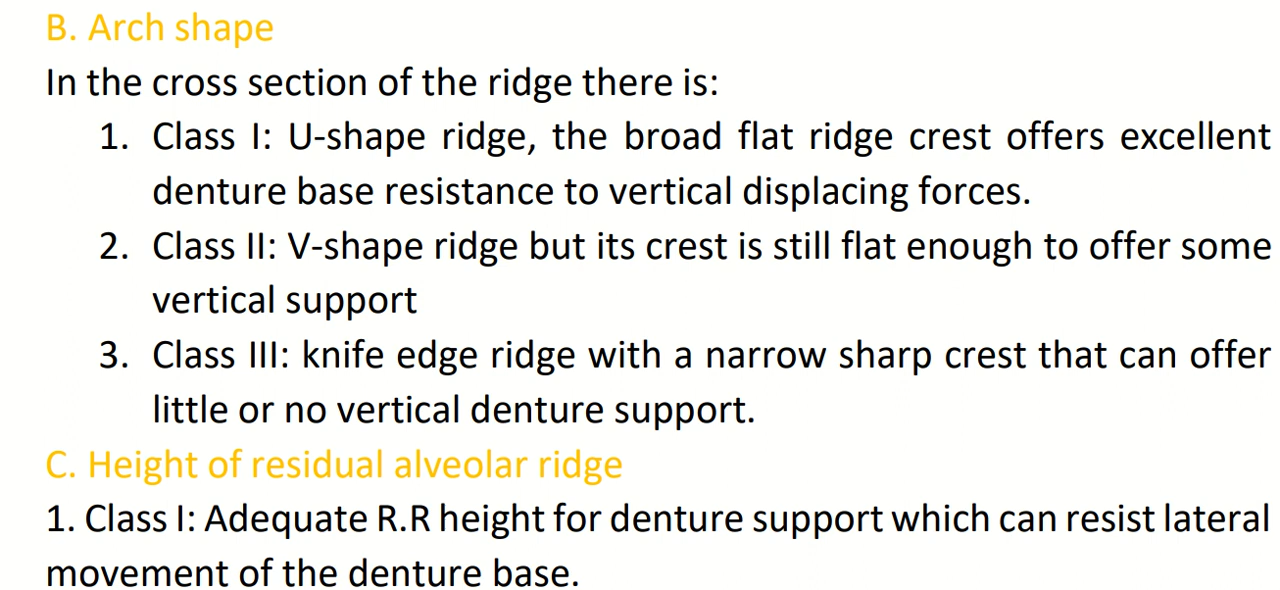 B. Arch shape
In the cross section of the ridge there is:
1. Class I: U-shape ridge, the broad flat ridge crest offers excellent
denture base resistance to vertical displacing forces.
2. Class II: V-shape ridge but its crest is still flat enough to offer some
vertical support
3. Class III: knife edge ridge with a narrow sharp crest that can offer
little or no vertical denture support.
C. Height of residual alveolar ridge
1. Class I: Adequate R.R height for denture support which can resist lateral
movement of the denture base.